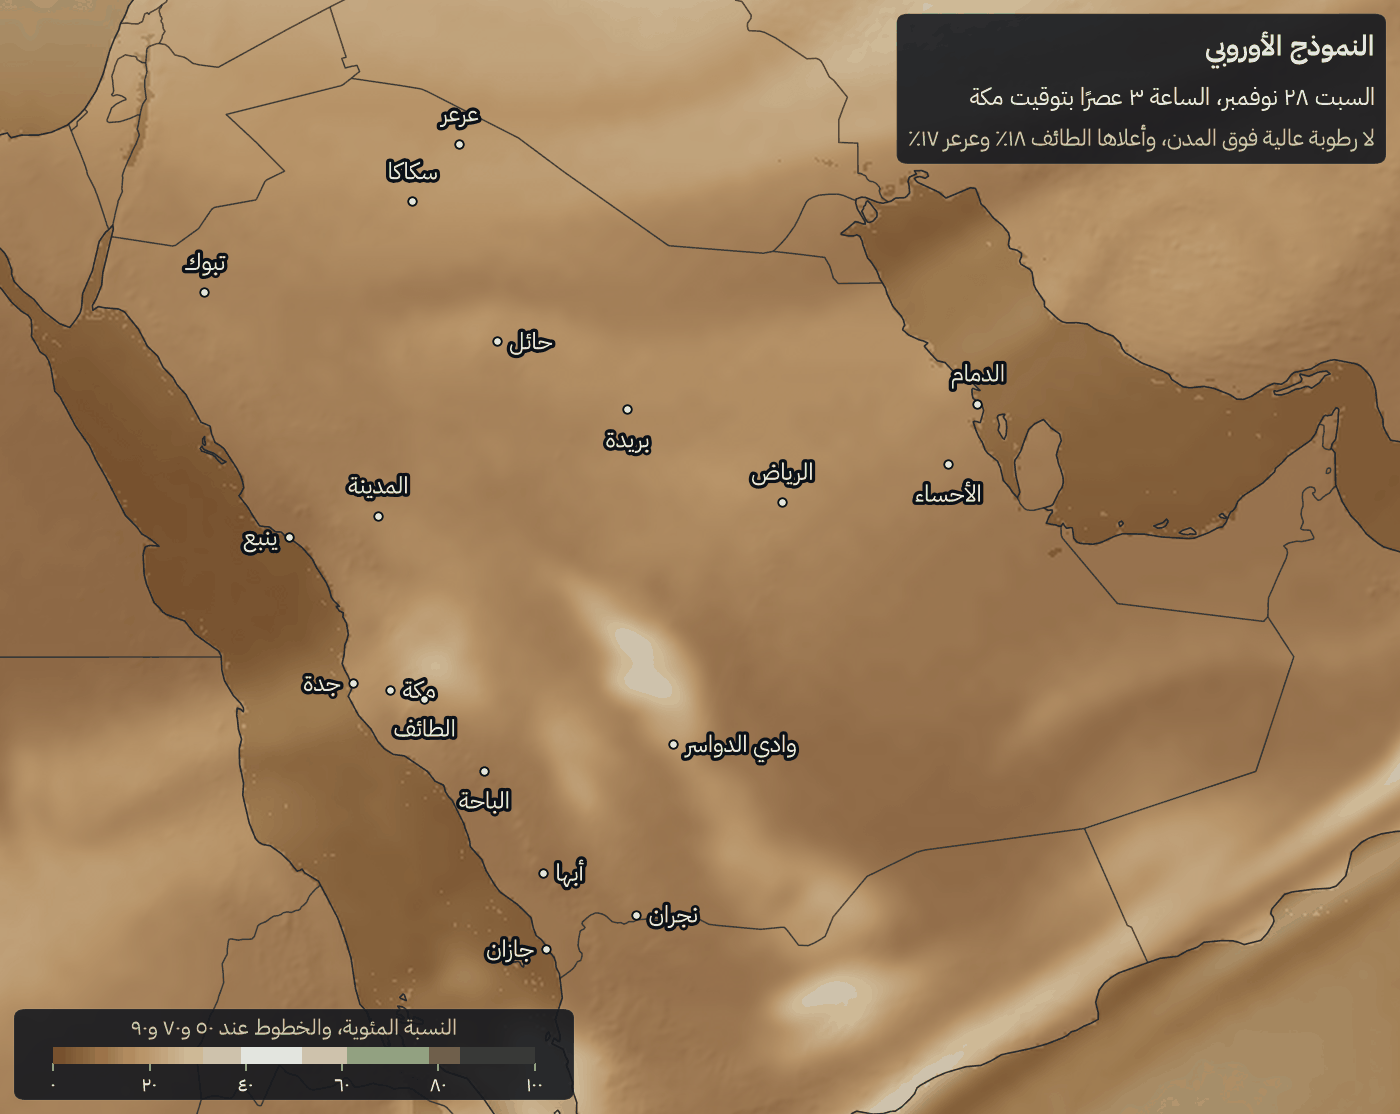 النموذج الأوروبي
السبت ٢٨ نوفمبر، الساعة ٣ عصرًا بتوقيت مكة
لا رطوبة عالية فوق المدن، وأعلاها الطائف ١٨٪ وعرعر ١٧٪
عرعر
سكاكا
تبوك
حائل
الدمام
بريدة
الرياض
الأحساء
المدينة
ينبع
جدة
مكة
الطائف
وادي الدواسر
الباحة
أبها
نجران
جازان
النسبة المئوية، والخطوط عند ٥٠ و٧٠ و٩٠
٠ ٢٠ ٤٠ ٦٠ ٨٠ ١٠٠